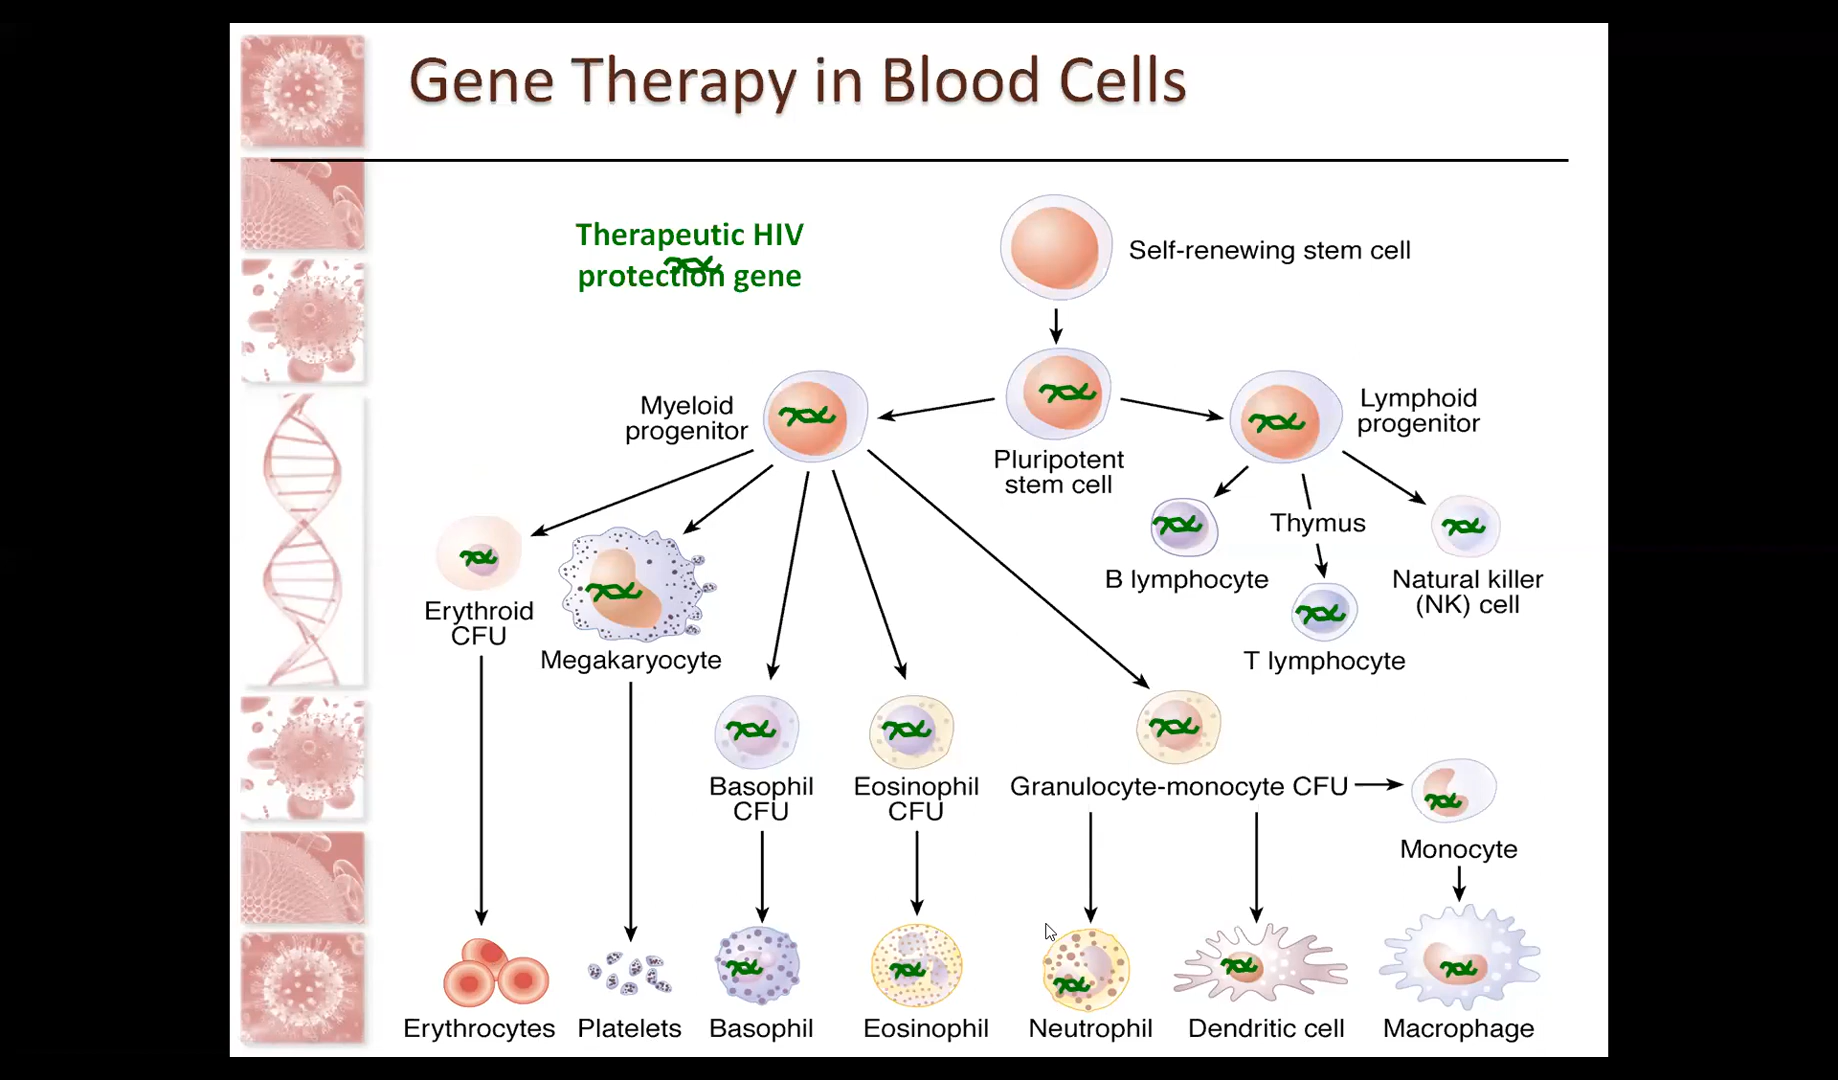 Gene Therapy in Blood Cells
Therapeutic HIV
protection gene
Self-renewing stem cell
Myeloid
progenitor
Pluripotent
stem cell
Lymphoid
progenitor
Erythroid
CFU
Megakaryocyte
B lymphocyte
Thymus
T lymphocyte
Natural killer
(NK) cell
Basophil
CFU
Eosinophil
CFU
Granulocyte-monocyte CFU
Monocyte
Erythrocytes
Platelets
Basophil
Eosinophil
Neutrophil
Dendritic cell
Macrophage